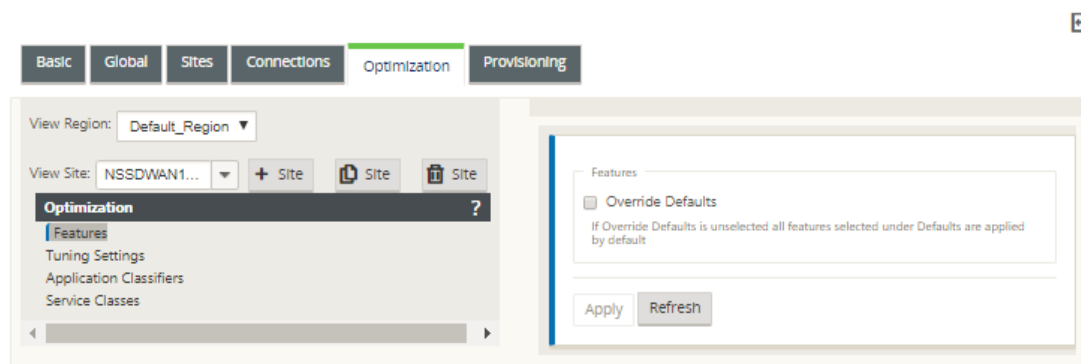 Basic Global Sites Connections Optimization Provisioning
View Region: Default_Region
View Site: NSSDWAN1... + Site Site Site
Optimization ?
Features
Tuning Settings
Application Classifiers
Service Classes
Features
Override Defaults
If Override Defaults is unselected all features selected under Defaults are applied
by default
Apply Refresh